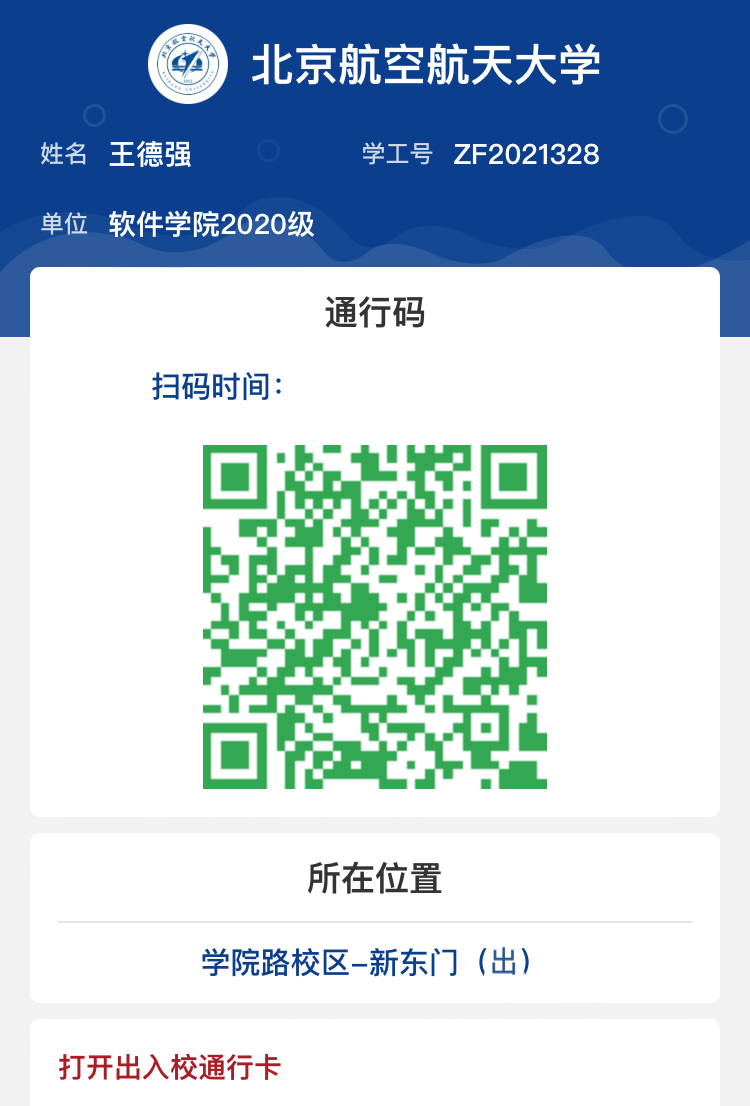 北京航空航天大学
姓名 王德强 学工号 ZF2021328
单位 软件学院2020级
通行码
扫码时间：
所在位置
学院路校区-新东门（出）
打开出入校通行卡